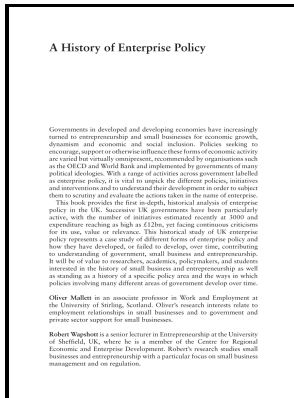 A History of Enterprise Policy
Governments in developed and developing economies have increasingly
turned to entrepreneurship and small businesses for economic growth,
dynamism and economic and social inclusion. Policies seeking to
encourage, support or otherwise influence these forms of economic activity
are varied but virtually omnipresent, recommended by organisations such
as the OECD and World Bank and implemented by governments of many
political ideologies. With a range of activities across government labelled
as enterprise policy, it is vital to unpick the different policies, initiatives
and interventions and to understand their development in order to subject
them to scrutiny and evaluate the actions taken in the name of enterprise.
This book provides the first in-depth, historical analysis of enterprise
policy in the UK. Successive UK governments have been particularly
active, with the number of initiatives estimated recently at 3000 and
expenditure reaching as high as £12bn, yet facing continuous criticisms
for its use, value or relevance. This historical study of UK enterprise
policy represents a case study of different forms of enterprise policy and
how they have developed, or failed to develop, over time, contributing
to understanding of government, small business and entrepreneurship.
It will be of value to researchers, academics, policymakers, and students
interested in the history of small business and entrepreneurship as well
as standing as a history of this policy area and the ways in which
policies involving many different areas of government develop over time.
Oliver Mallett in an associate professor in Work and Employment at
the University of Stirling, Scotland. Oliver's research interests relate to
employment relationships in small businesses and to government and
private sector support for small businesses.
Robert Wapshott is a senior lecturer in Entrepreneurship at the University
of Sheffield, UK, where he is a member of the Centre for Regional
Economic and Enterprise Development. Robert's research studies small
businesses and entrepreneurship with a particular focus on small business
management and on regulation.